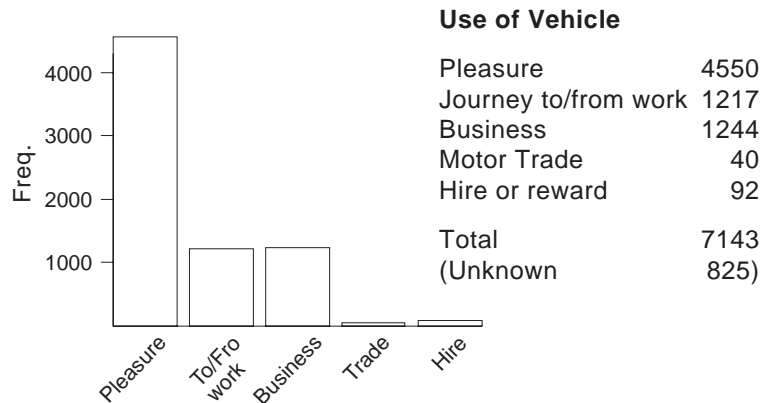 Use of Vehicle
Pleasure 4550
Journey to/from work 1217
Business 1244
Motor Trade 40
Hire or reward 92
Total 7143
(Unknown 825)
Freq.
4000
3000
2000
1000
Pleasure
To/Fro
work
Business
Trade
Hire